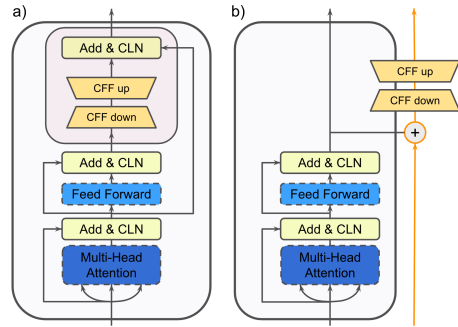 a)
Add & CLN
CFF up
CFF down
Add & CLN
Feed Forward
Add & CLN
Multi-Head
Attention
b)
CFF up
CFF down
+
Add & CLN
Feed Forward
Add & CLN
Multi-Head
Attention